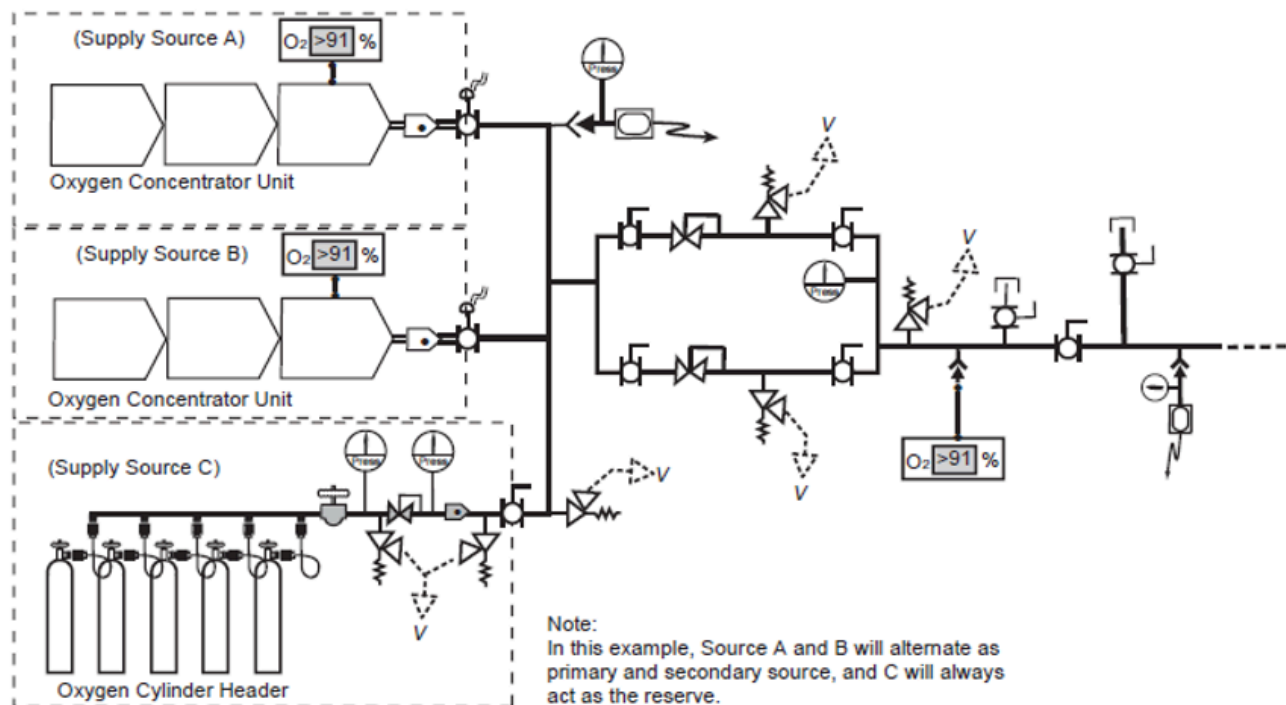 (Supply Source A)
O₂ >91 %
Oxygen Concentrator Unit
Press
V
(Supply Source B)
O₂ >91 %
Oxygen Concentrator Unit
Press
V
V
O₂ >91 %
(Supply Source C)
Press
Press
V
V
Oxygen Cylinder Header
Note:
In this example, Source A and B will alternate as
primary and secondary source, and C will always
act as the reserve.